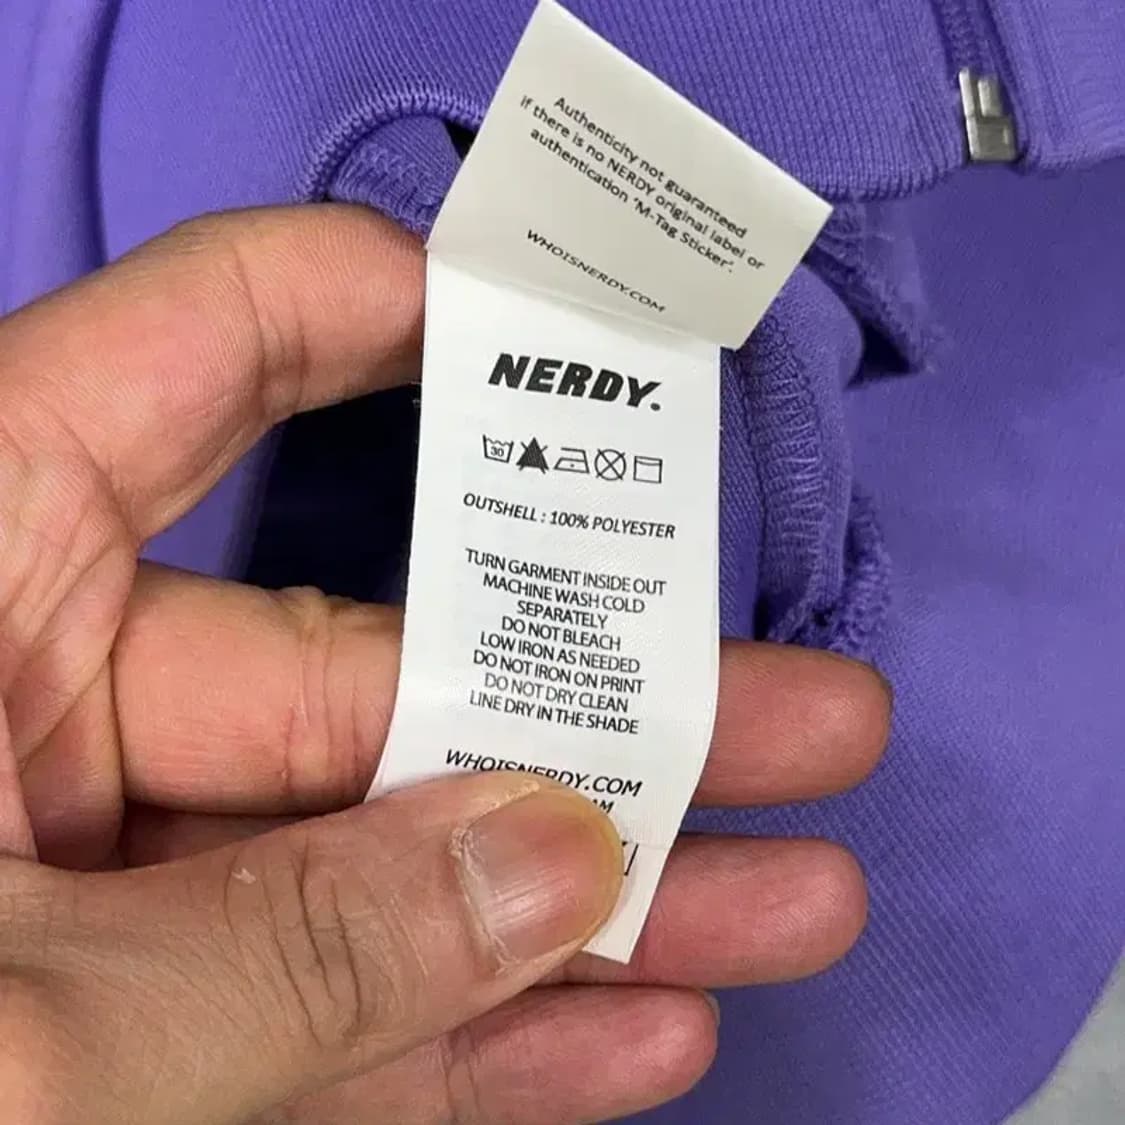 Authenticity not guaranteed
if there is no NERDY original label or
authentication 'M-Tag Sticker'.
WHOISNERDY.COM
NERDY.
30
OUTSHELL : 100% POLYESTER
TURN GARMENT INSIDE OUT
MACHINE WASH COLD
SEPARATELY
DO NOT BLEACH
LOW IRON AS NEEDED
DO NOT IRON ON PRINT
DO NOT DRY CLEAN
LINE DRY IN THE SHADE
WHOISNERDY.COM